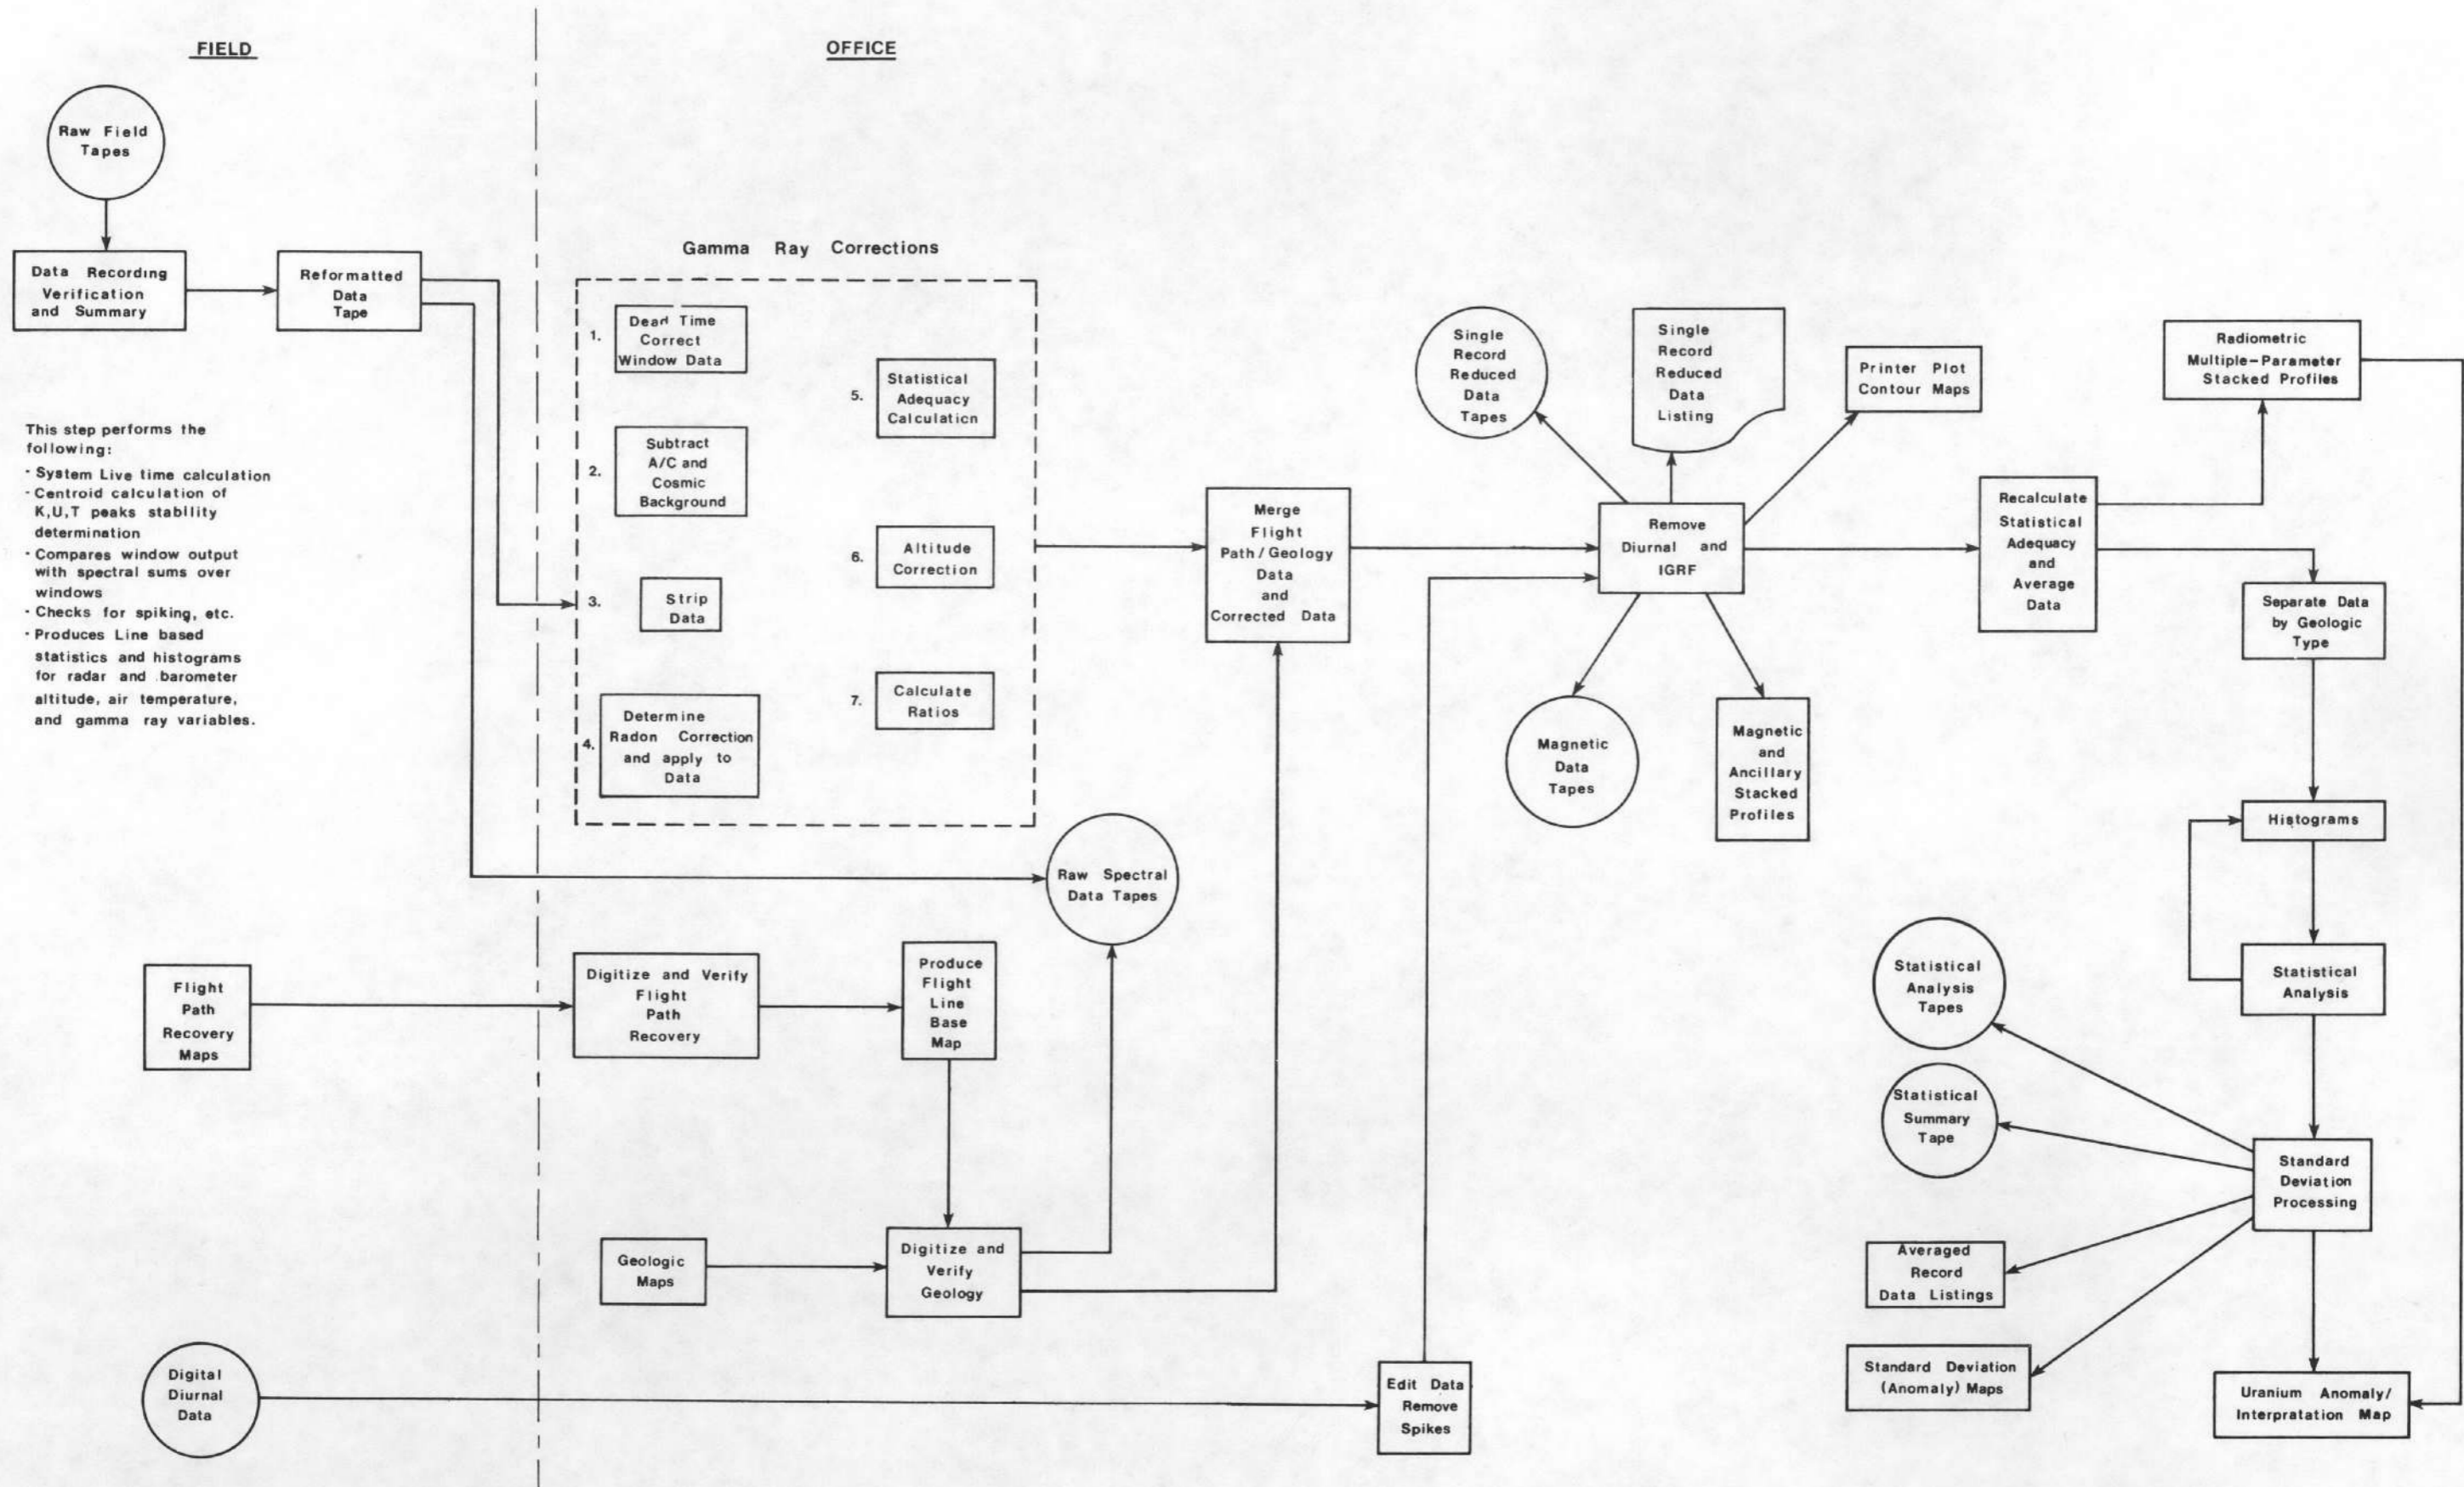 FIELD
OFFICE
Raw Field
Tapes
Data Recording
Verification
and Summary
Reformatted
Data
Tape
This step performs the
following:
· System Live time calculation
· Centroid calculation of
K,U,T peaks stability
determination
· Compares window output
with spectral sums over
windows
· Checks for spiking, etc.
· Produces Line based
statistics and histograms
for radar and barometer
altitude, air temperature,
and gamma ray variables.
Gamma Ray Corrections
1.
Dead Time
Correct
Window Data
2.
Subtract
A/C and
Cosmic
Background
3.
Strip
Data
4.
Determine
Radon Correction
and apply to
Data
5.
Statistical
Adequacy
Calculation
6.
Altitude
Correction
7.
Calculate
Ratios
Raw Spectral
Data Tapes
Flight
Path
Recovery
Maps
Digitize and Verify
Flight
Path
Recovery
Produce
Flight
Line
Base
Map
Geologic
Maps
Digitize and
Verify
Geology
Digital
Diurnal
Data
Edit Data
Remove
Spikes
Merge
Flight
Path/Geology
Data
and
Corrected Data
Single
Record
Reduced
Data
Tapes
Single
Record
Reduced
Data
Listing
Printer Plot
Contour Maps
Remove
Diurnal and
IGRF
Magnetic
Data
Tapes
Magnetic
and
Ancillary
Stacked
Profiles
Recalculate
Statistical
Adequacy
and
Average
Data
Radiometric
Multiple-Parameter
Stacked Profiles
Separate Data
by Geologic
Type
Histograms
Statistical
Analysis
Statistical
Analysis
Tapes
Statistical
Summary
Tape
Standard
Deviation
Processing
Averaged
Record
Data Listings
Standard Deviation
(Anomaly) Maps
Uranium Anomaly/
Interpratation Map